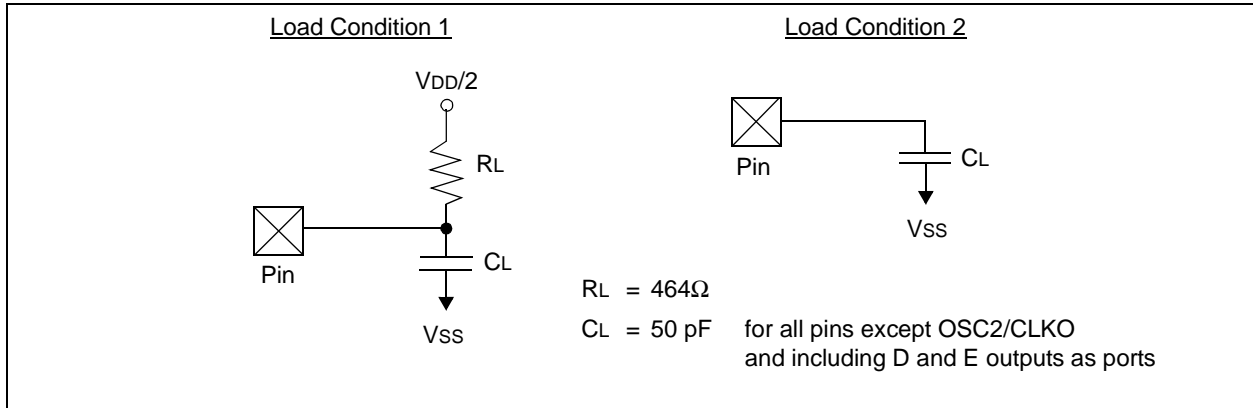 Load Condition 1
VDD/2
RL
Pin
CL
VSS
Load Condition 2
Pin
CL
VSS
RL = 464Ω
CL = 50 pF for all pins except OSC2/CLKO
and including D and E outputs as ports